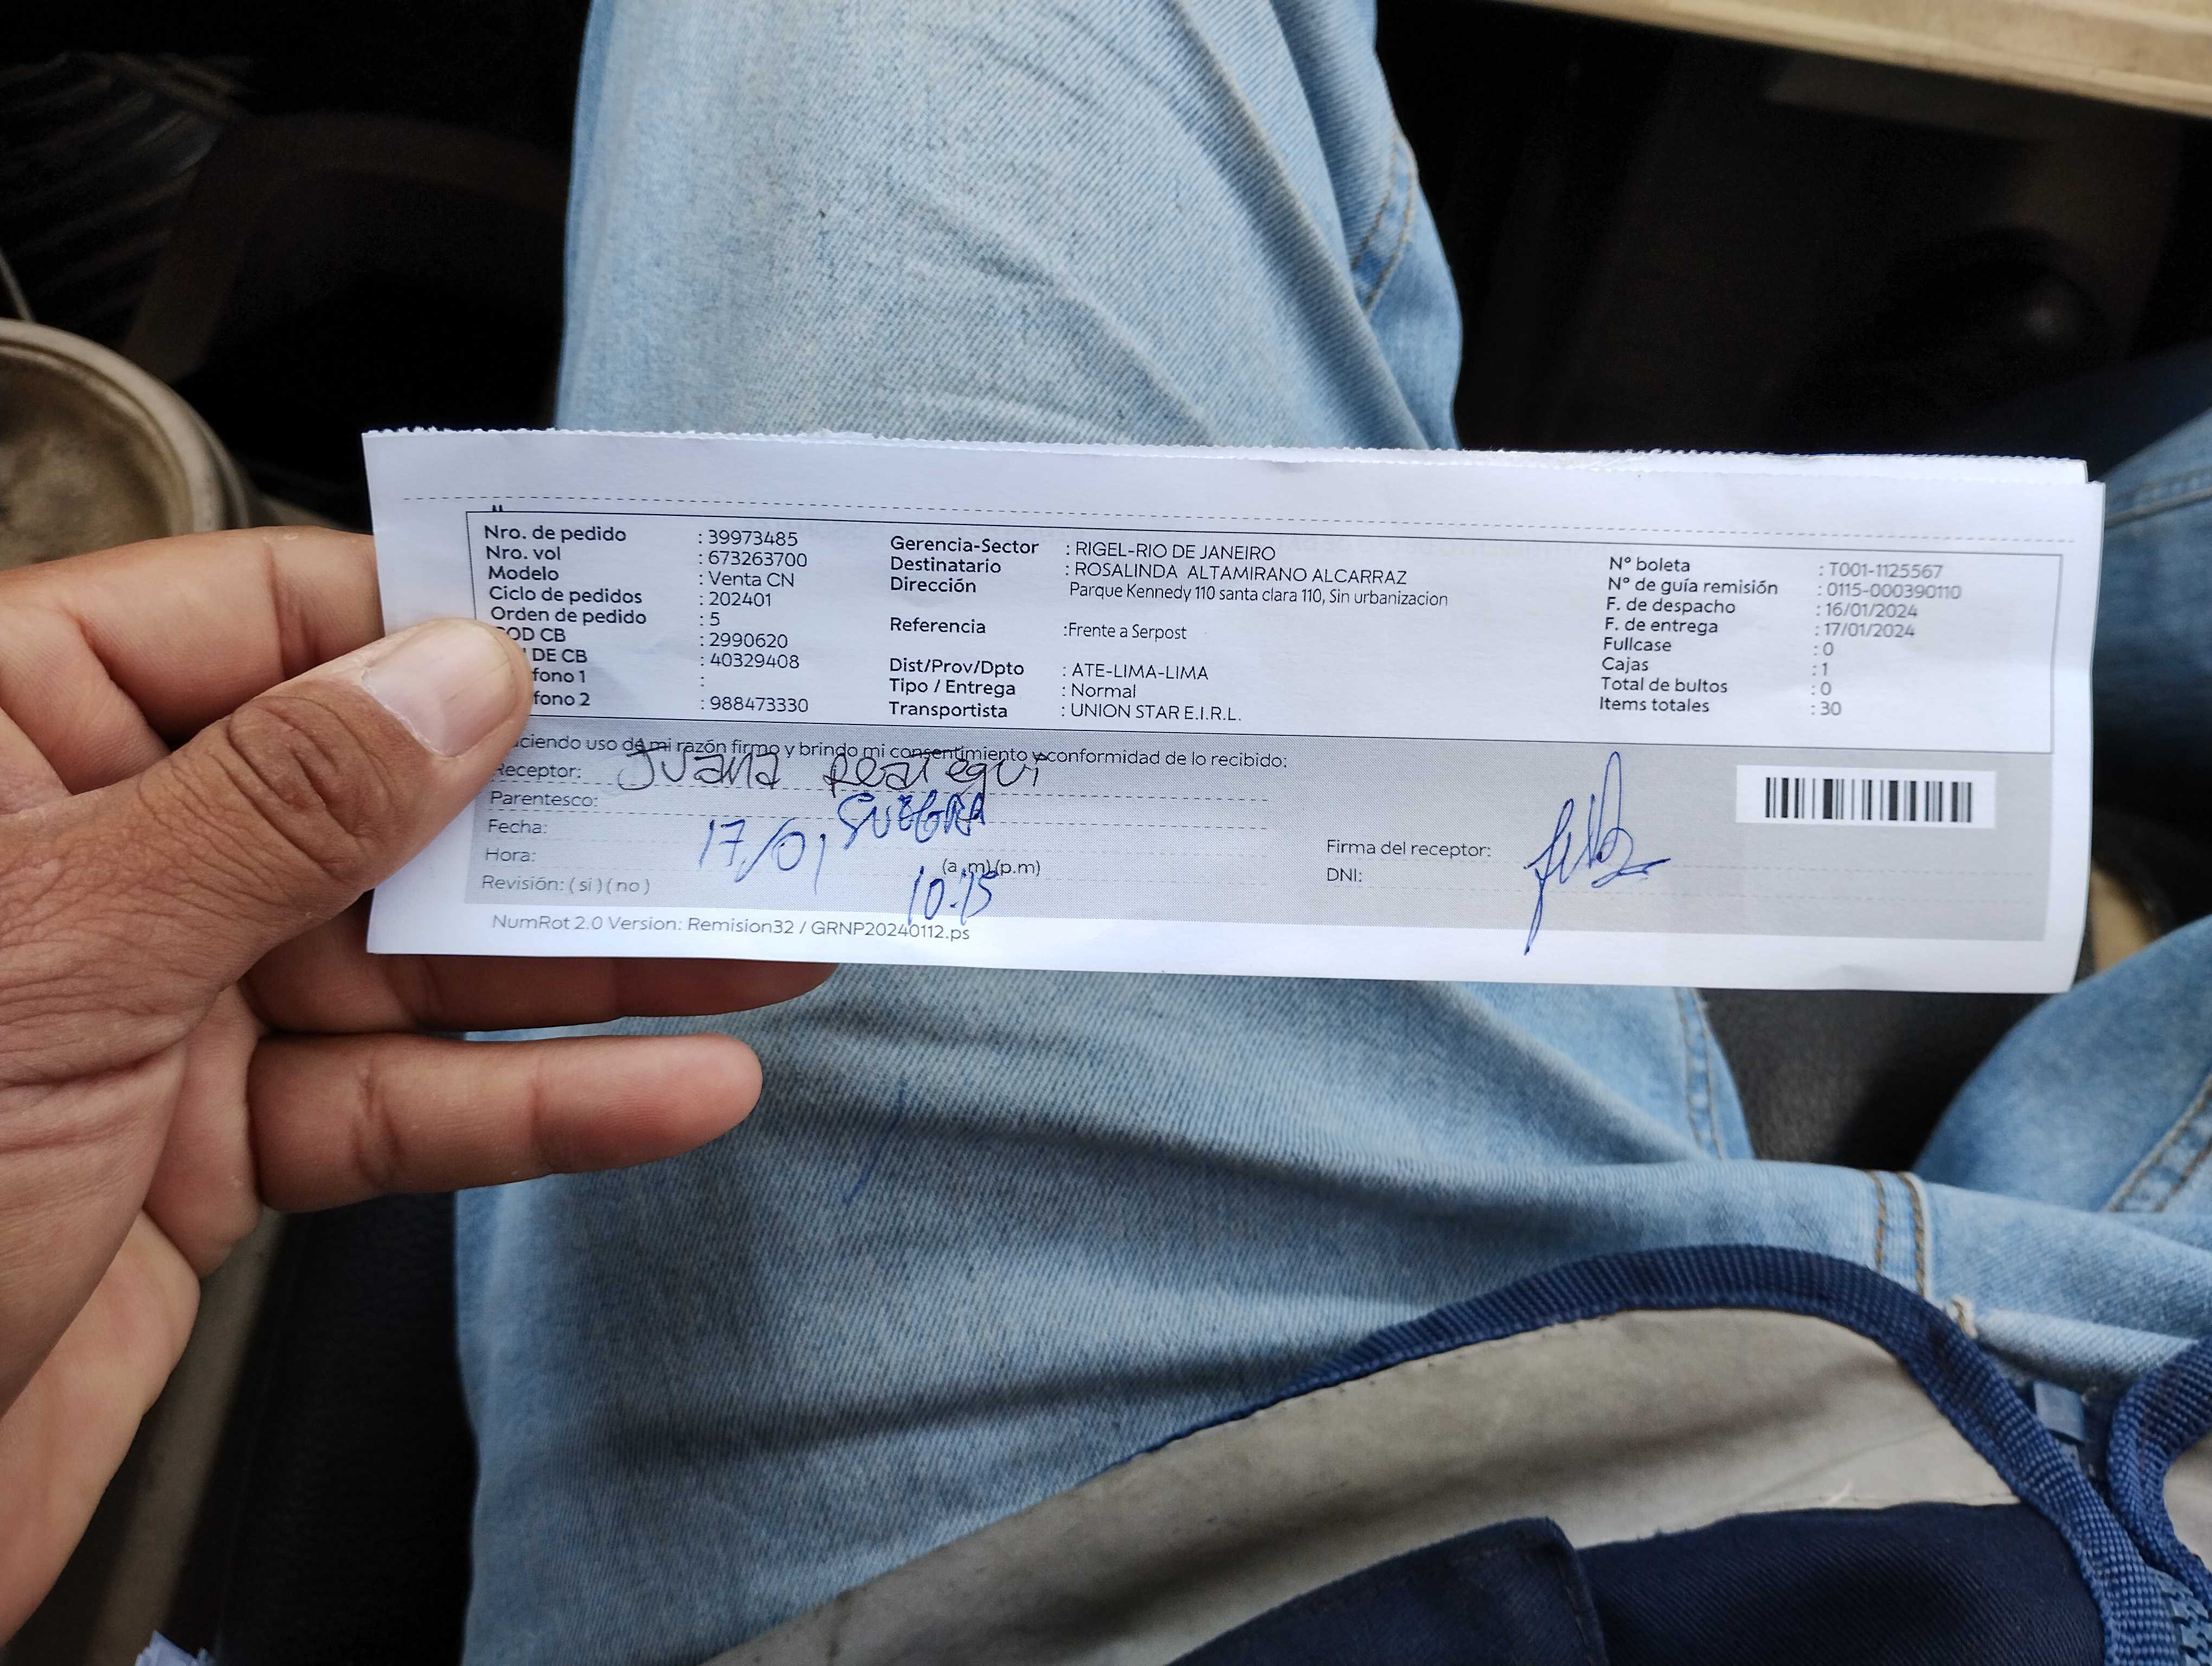 Nro. de pedido : 39973485
Nro. vol : 673263700
Modelo : Venta CN
Ciclo de pedidos : 202401
Orden de pedido : 5
OD CB : 2990620
DE CB : 40329408
fono 1 :
fono 2 : 988473330
Gerencia-Sector : RIGEL-RIO DE JANEIRO
Destinatario : ROSALINDA ALTAMIRANO ALCARRAZ
Dirección Parque Kennedy 110 santa clara 110, Sin urbanizacion
Referencia :Frente a Serpost
Dist/Prov/Dpto : ATE-LIMA-LIMA
Tipo / Entrega : Normal
Transportista : UNION STAR E.I.R.L.
N° boleta : T001-1125567
N° de guía remisión : 0115-000390110
F. de despacho : 16/01/2024
F. de entrega : 17/01/2024
Fullcase : 0
Cajas : 1
Total de bultos : 0
Items totales : 30
ciendo uso de mi razón firmo y brindo mi consentimiento y conformidad de lo recibido:
Receptor: Juana Reategui
Parentesco: SUEGRA
Fecha: 17/01
Hora: (a.m)(p.m) 10:15
Revisión: ( si ) ( no )
Firma del receptor:
DNI:
NumRot 2.0 Version: Remision32 / GRNP20240112.ps